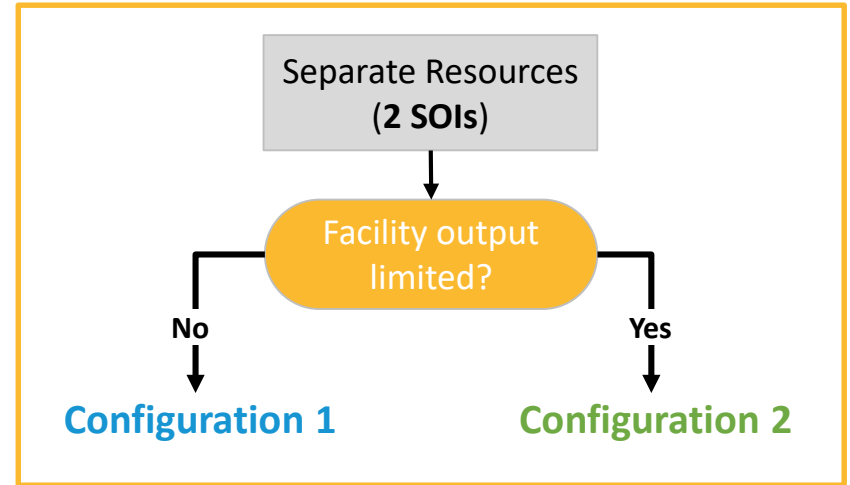 Separate Resources
(2 SOIs)
Facility output
limited?
No
Yes
Configuration 1
Configuration 2